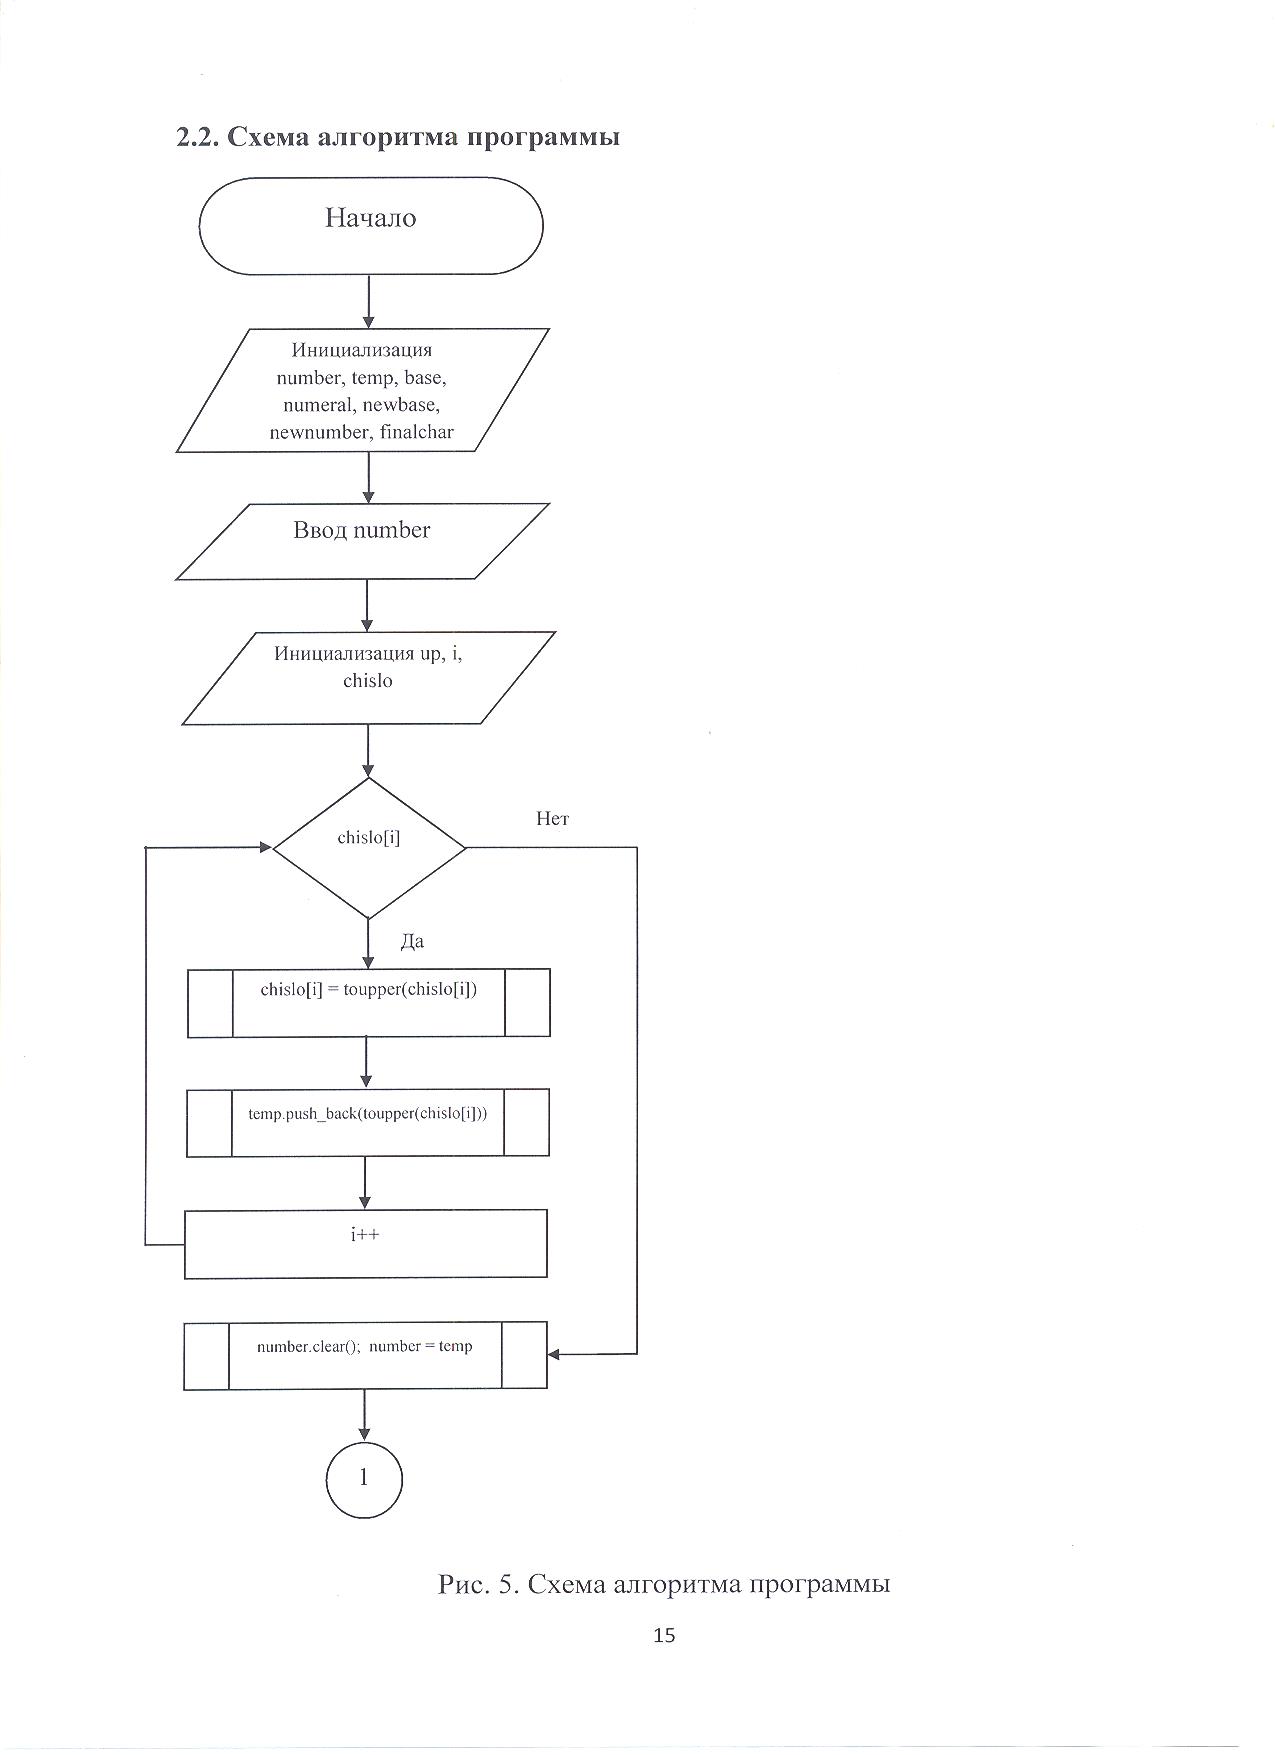 2.2. Схема алгоритма программы
Начало
Инициализация
number, temp, base,
numeral, newbase,
newnumber, finalchar
Ввод number
Инициализация up, i,
chislo
chislo[i]
Нет
Да
chislo[i] = toupper(chislo[i])
temp.push_back(toupper(chislo[i]))
i++
number.clear();  number = temp
1
Рис. 5. Схема алгоритма программы
15